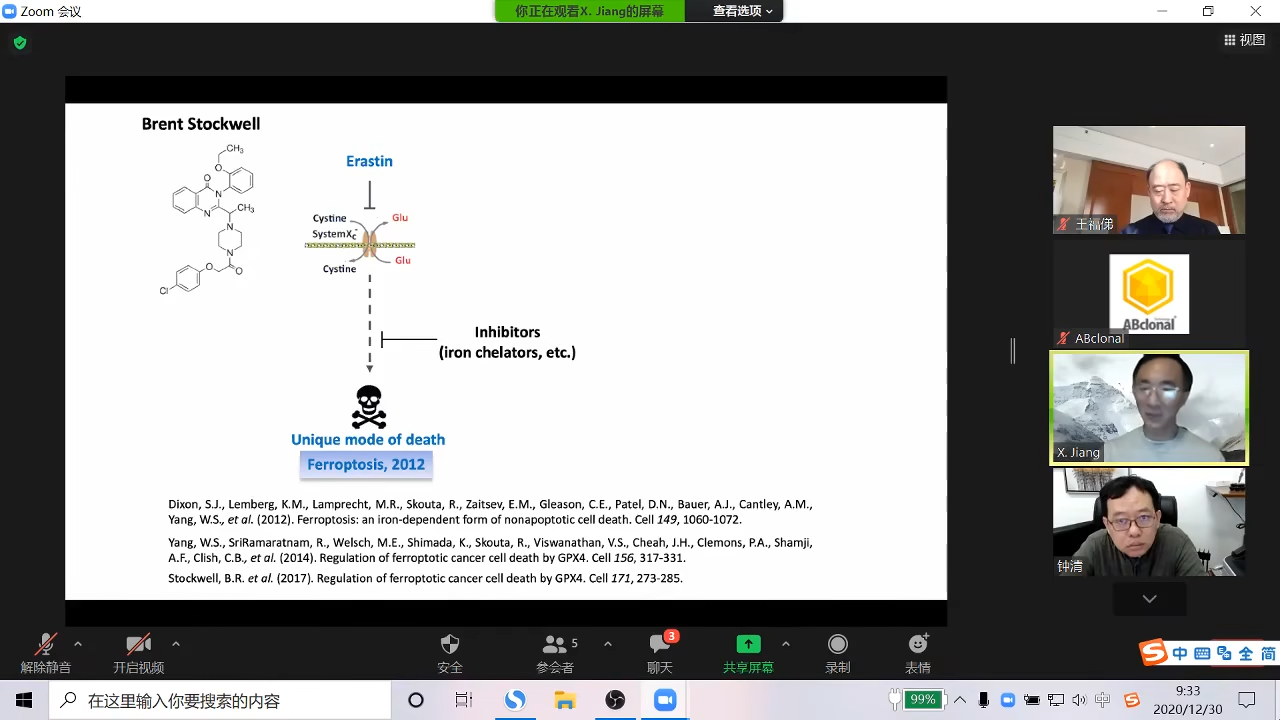 Zoom 会议
你正在观看X. Jiang的屏幕
查看选项
视图
Brent Stockwell
CH3
O
O
N
N
CH3
N
N
O
O
Cl
Erastin
Cystine
Glu
SystemXc-
Glu
Cystine
Inhibitors
(iron chelators, etc.)
Unique mode of death
Ferroptosis, 2012
Dixon, S.J., Lemberg, K.M., Lamprecht, M.R., Skouta, R., Zaitsev, E.M., Gleason, C.E., Patel, D.N., Bauer, A.J., Cantley, A.M.,
Yang, W.S., et al. (2012). Ferroptosis: an iron-dependent form of nonapoptotic cell death. Cell 149, 1060-1072.
Yang, W.S., SriRamaratnam, R., Welsch, M.E., Shimada, K., Skouta, R., Viswanathan, V.S., Cheah, J.H., Clemons, P.A., Shamji,
A.F., Clish, C.B., et al. (2014). Regulation of ferroptotic cancer cell death by GPX4. Cell 156, 317-331.
Stockwell, B.R. et al. (2017). Regulation of ferroptotic cancer cell death by GPX4. Cell 171, 273-285.
王福俤
ABclonal
ABclonal
X. Jiang
钟清
解除静音
开启视频
安全
5
参会者
3
聊天
共享屏幕
录制
表情
S 中 全 简
在这里输入你要搜索的内容
99%
中
9:33
2020/12/30